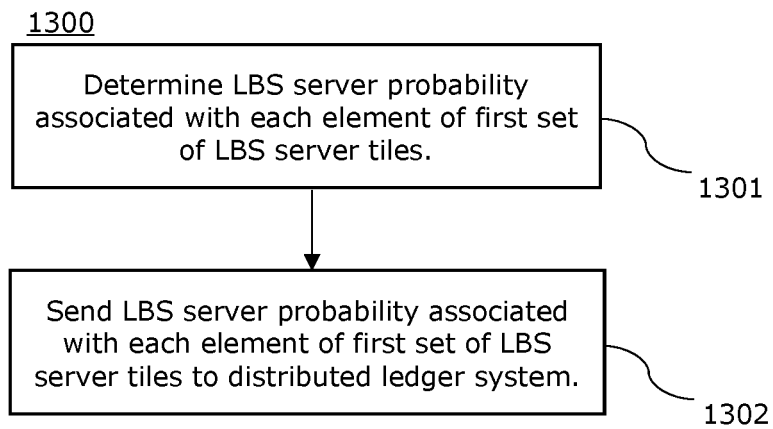 1300
Determine LBS server probability
associated with each element of first set
of LBS server tiles.
1301
Send LBS server probability associated
with each element of first set of LBS
server tiles to distributed ledger system.
1302